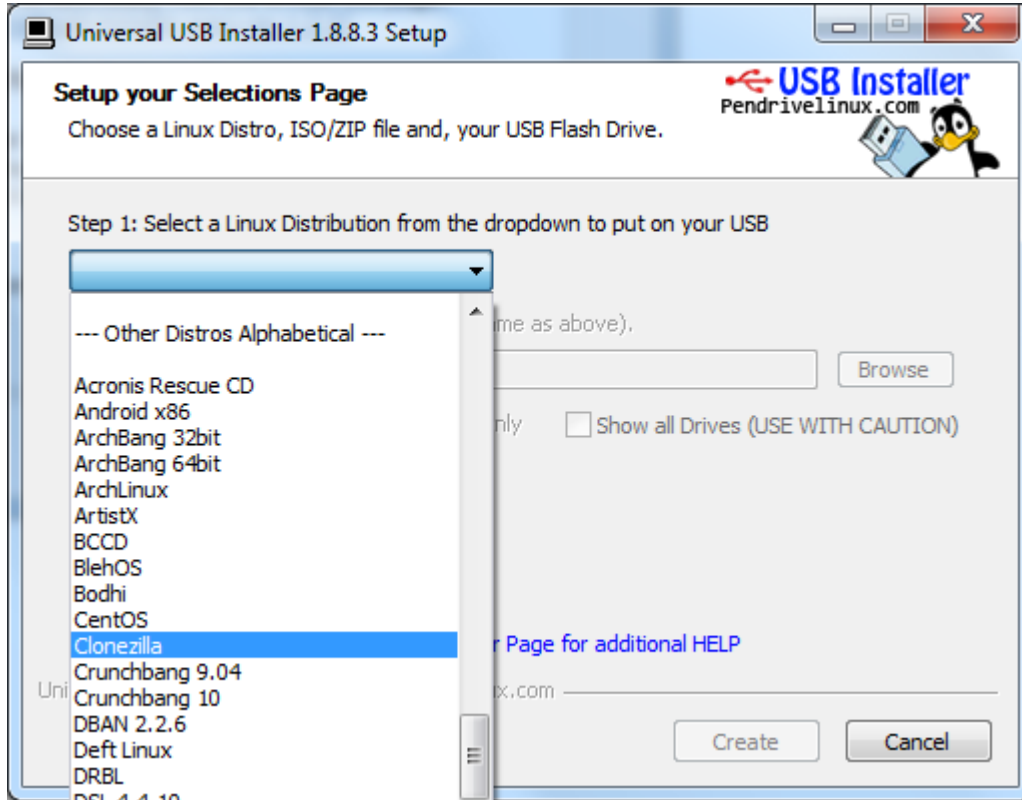 Universal USB Installer 1.8.8.3 Setup
Setup your Selections Page
Choose a Linux Distro, ISO/ZIP file and, your USB Flash Drive.
USB Installer
Pendrivelinux.com
Step 1: Select a Linux Distribution from the dropdown to put on your USB
--- Other Distros Alphabetical ---
as above).
Acronis Rescue CD
Browse
Android x86
Show all Drives (USE WITH CAUTION)
ArchBang 32bit
ArchBang 64bit
ArchLinux
ArtistX
BCCD
BlehOS
Bodhi
CentOS
Clonezilla
Page for additional HELP
Crunchbang 9.04
Crunchbang 10
DBAN 2.2.6
Deft Linux
DRBL
Create
Cancel